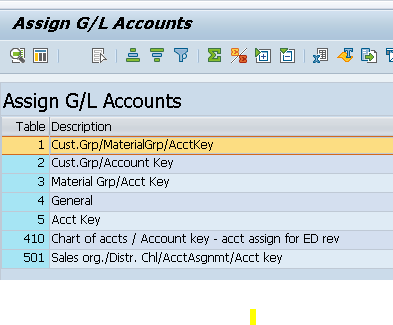 Assign G/L Accounts
Assign G/L Accounts
Table Description
1 Cust.Grp/MaterialGrp/AcctKey
2 Cust.Grp/Account Key
3 Material Grp/Acct Key
4 General
5 Acct Key
410 Chart of accts / Account key - acct assign for ED rev
501 Sales org./Distr. Chl/AcctAsgnmt/Acct key